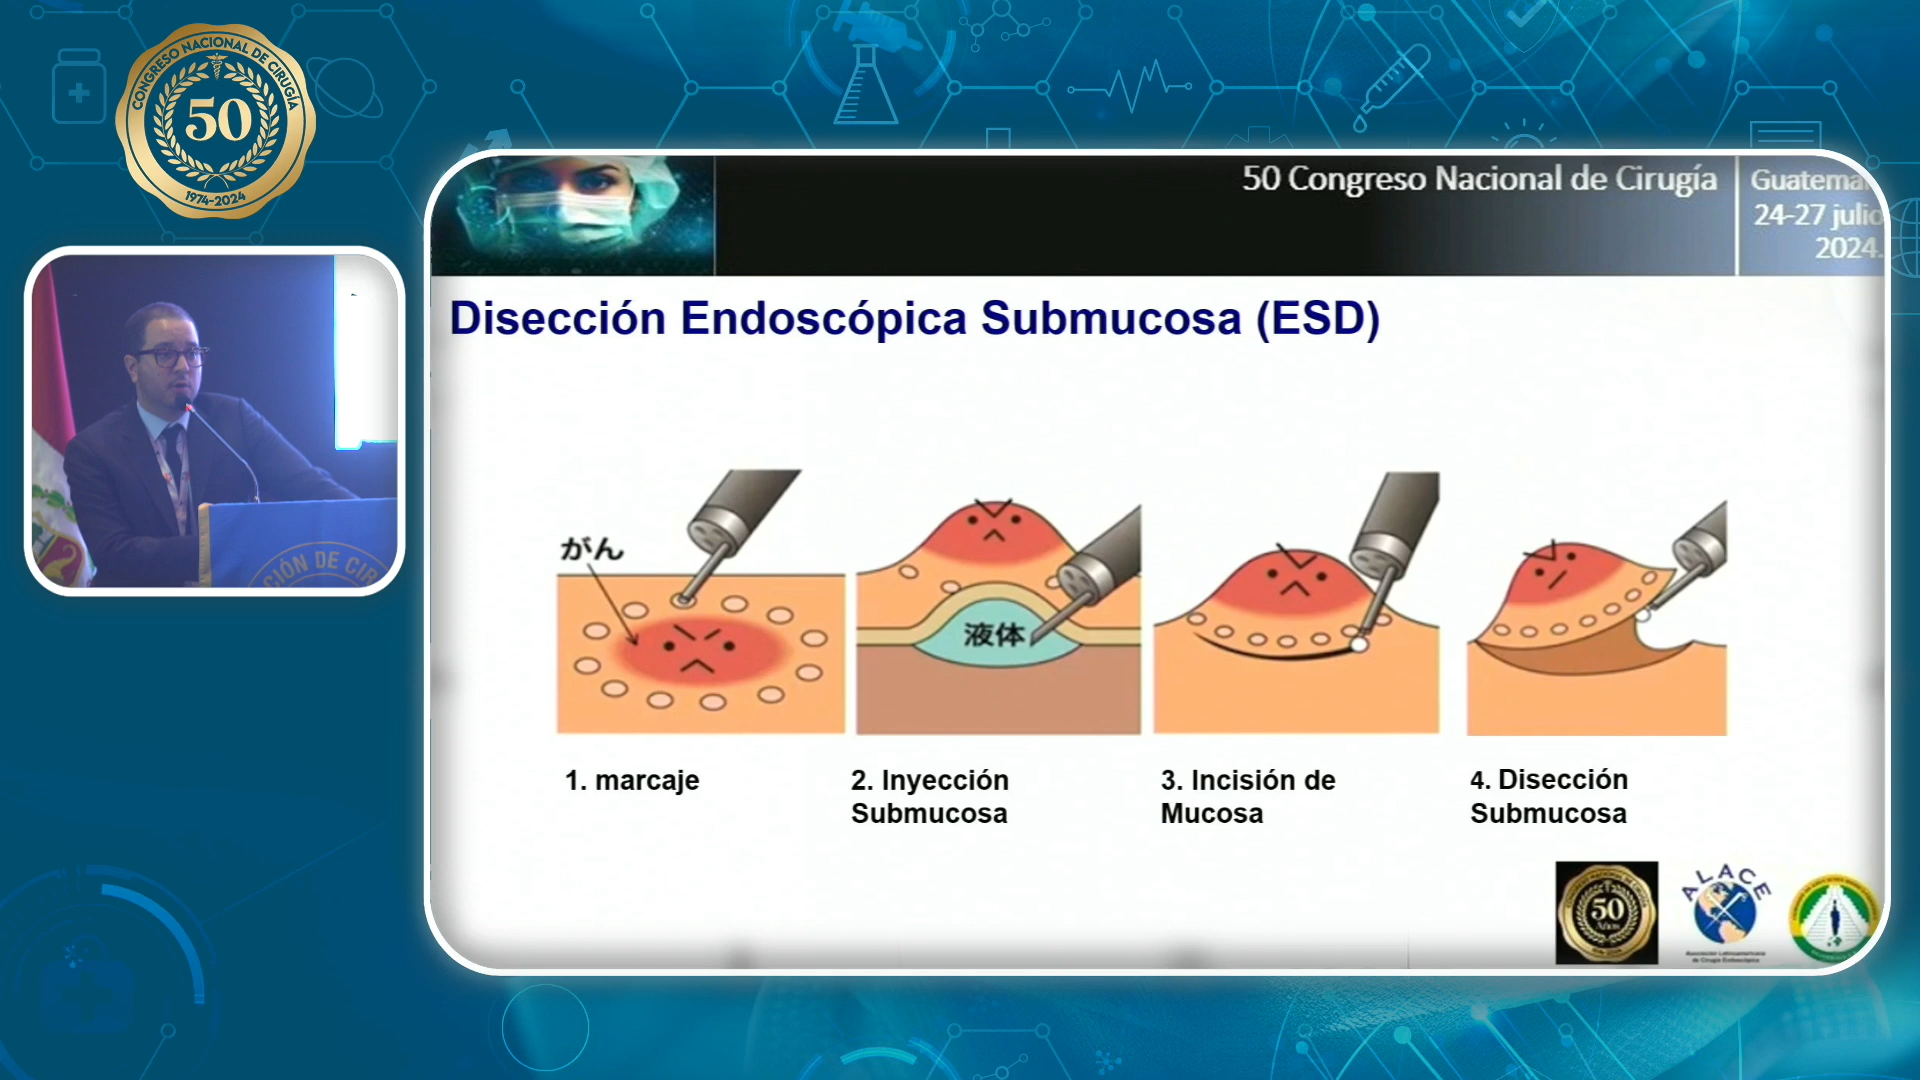 CONGRESO NACIONAL DE CIRUGÍA
50
1974-2024
50 Congreso Nacional de Cirugía
24-27 julio
2024.
Disección Endoscópica Submucosa (ESD)
がん
液体
1. marcaje
2. Inyección
Submucosa
3. Incisión de
Mucosa
4. Disección
Submucosa
50
Años
ALACE
Asociación Latinoamericana
de Cirugía Endoscópica